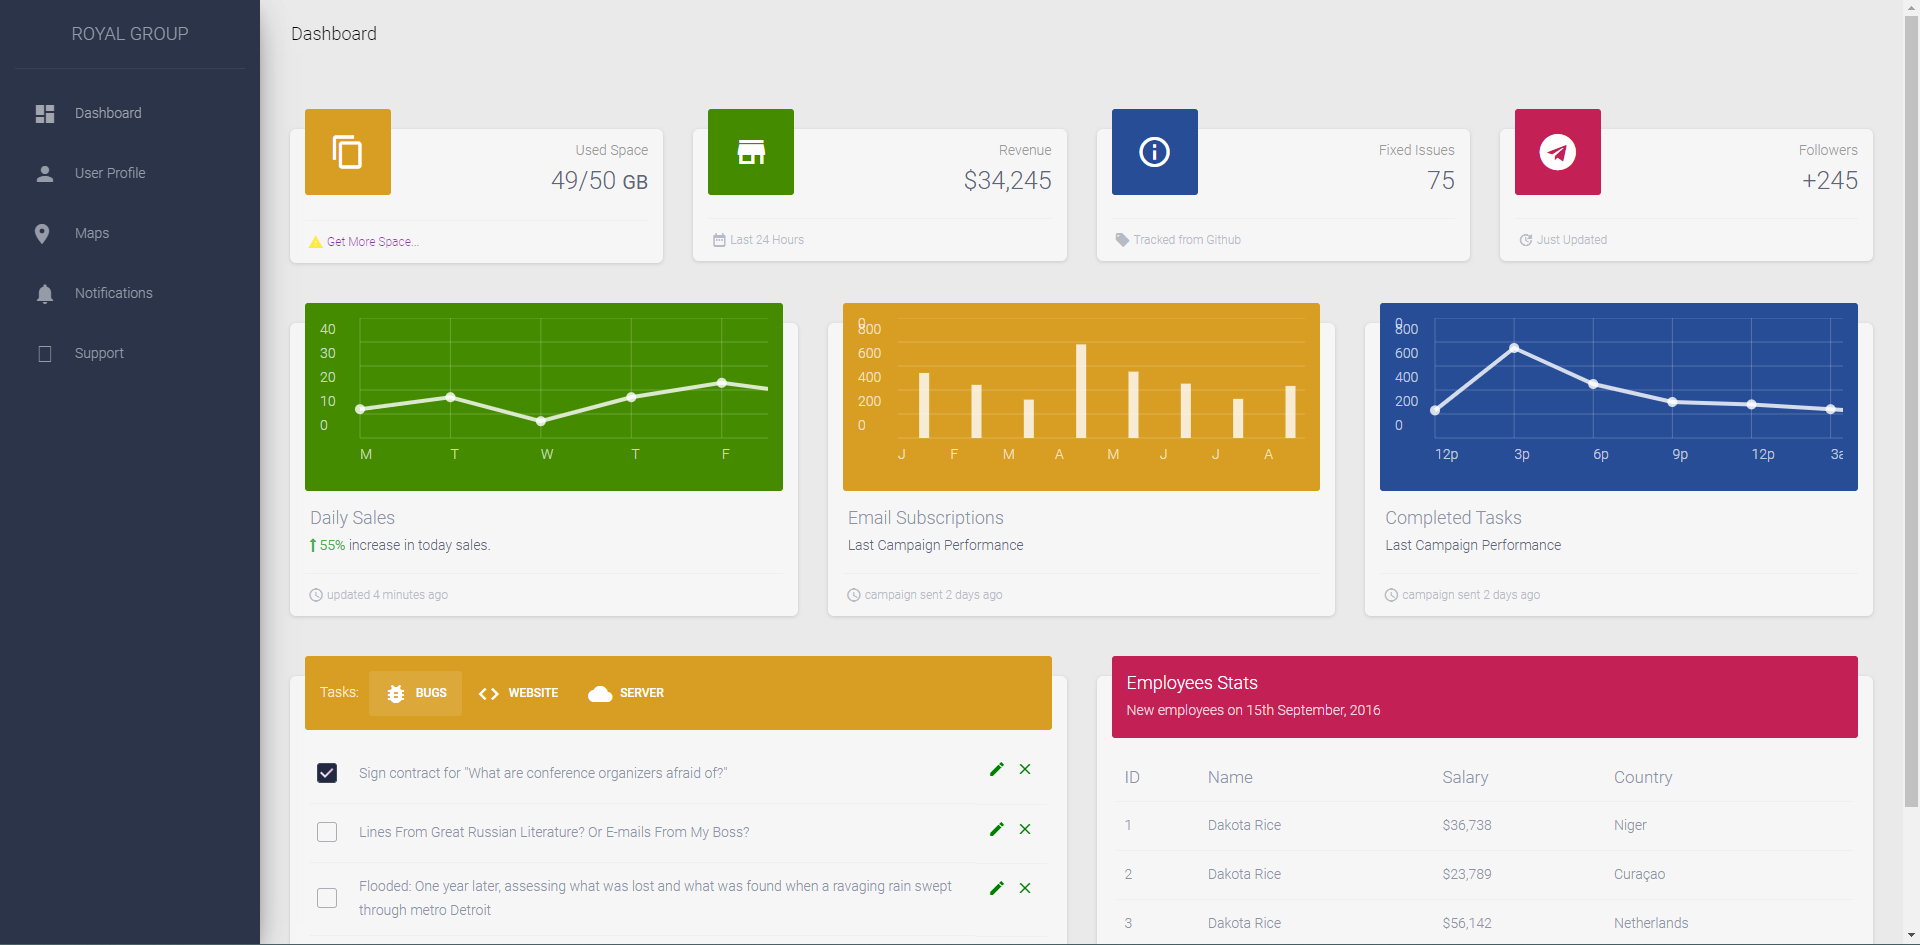 ROYAL GROUP
Dashboard
User Profile
Maps
Notifications
Support
Dashboard
Used Space
49/50 GB
Get More Space...
Revenue
$34,245
Last 24 Hours
Fixed Issues
75
Tracked from Github
Followers
+245
Just Updated
40
30
20
10
0
M T W T F
Daily Sales
55% increase in today sales.
updated 4 minutes ago
0
800
600
400
200
0
J F M A M J J A
Email Subscriptions
Last Campaign Performance
campaign sent 2 days ago
0
800
600
400
200
0
12p 3p 6p 9p 12p 3a
Completed Tasks
Last Campaign Performance
campaign sent 2 days ago
Tasks: BUGS WEBSITE SERVER
Sign contract for "What are conference organizers afraid of?"
Lines From Great Russian Literature? Or E-mails From My Boss?
Flooded: One year later, assessing what was lost and what was found when a ravaging rain swept
through metro Detroit
Employees Stats
New employees on 15th September, 2016
ID Name Salary Country
1 Dakota Rice $36,738 Niger
2 Dakota Rice $23,789 Curaçao
3 Dakota Rice $56,142 Netherlands